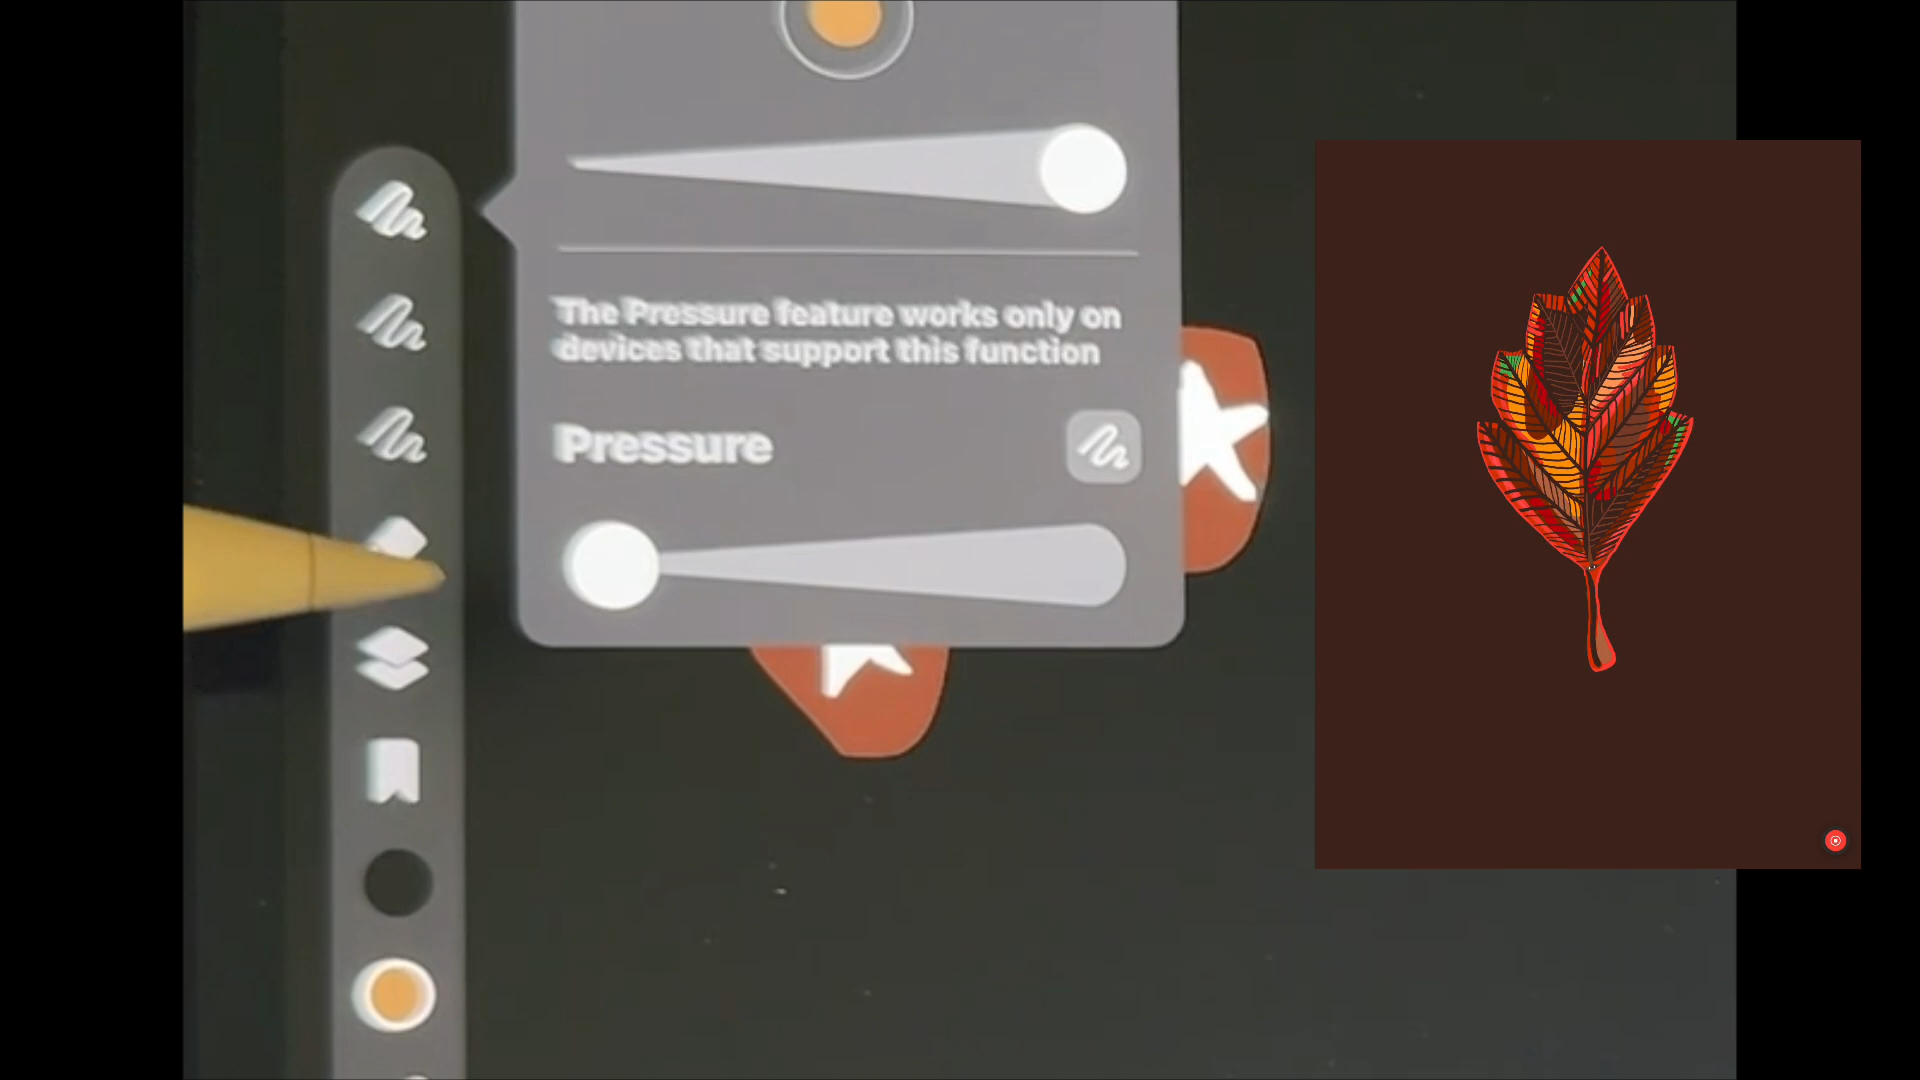 The Pressure feature works only on
devices that support this function
Pressure